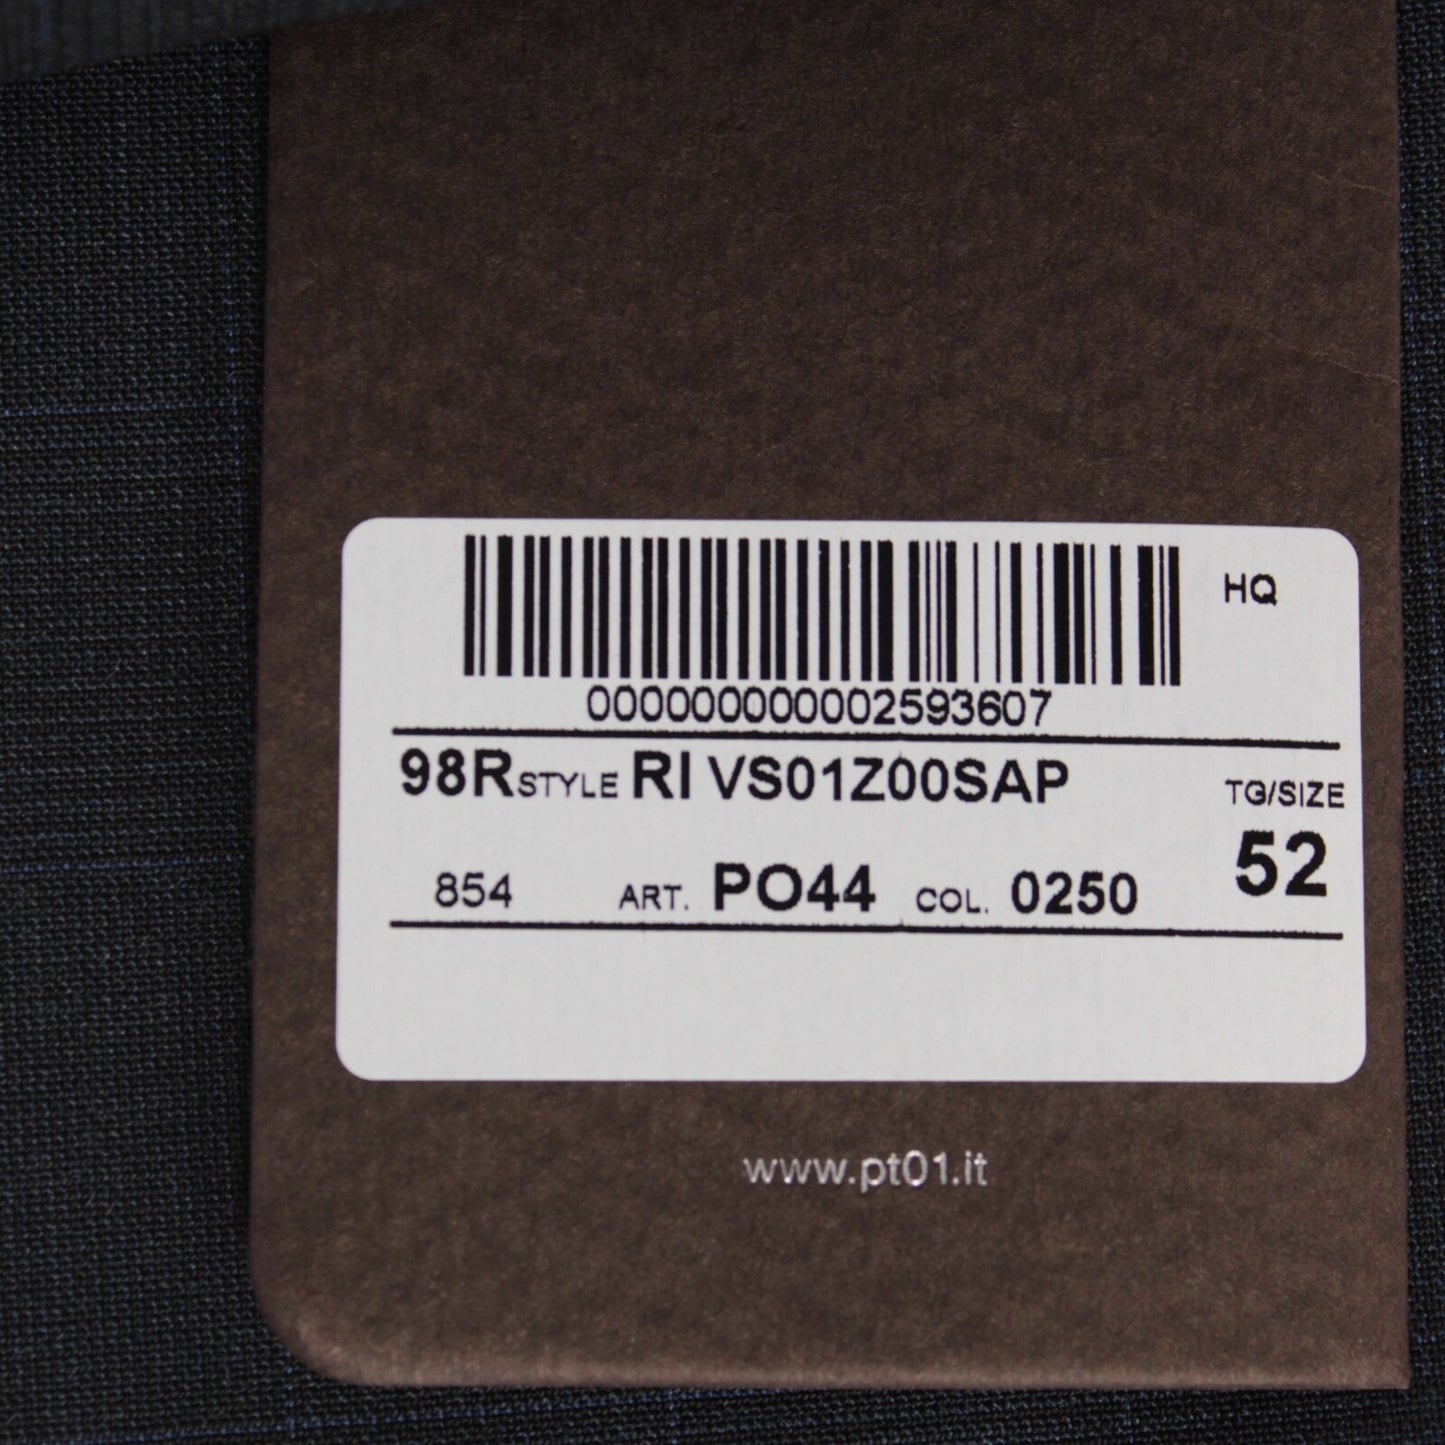 HQ
0000000000002593607
98R STYLE RI VS01Z00SAP
TG/SIZE
52
854 ART. PO44 COL. 0250
www.pt01.it